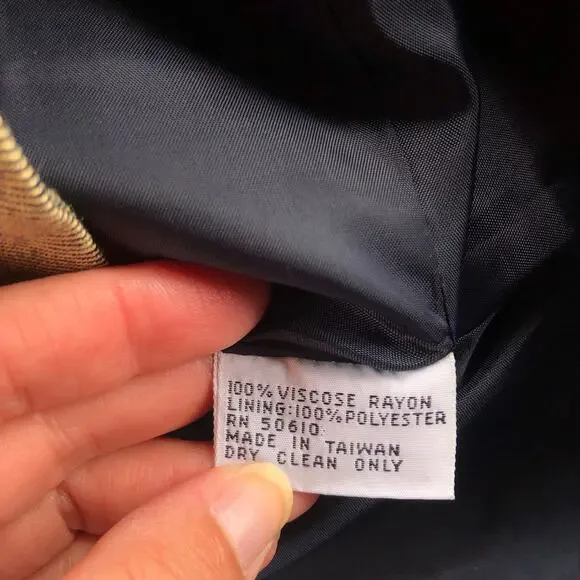 100% VISCOSE RAYON
LINING:100% POLYESTER
RN 50610
MADE IN TAIWAN
DRY CLEAN ONLY